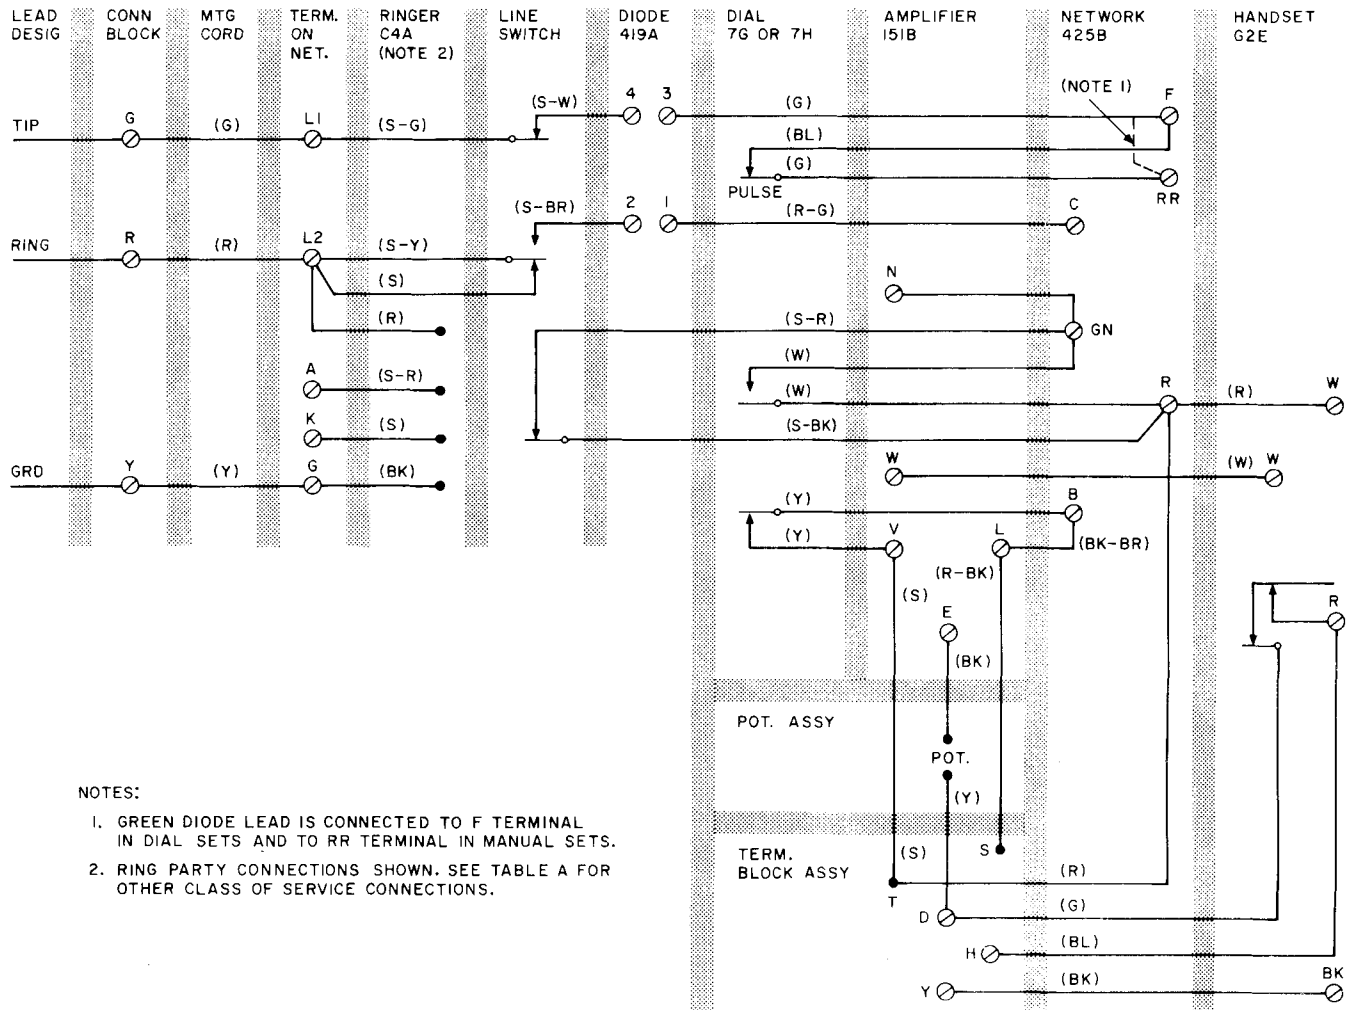 LEAD DESIG
CONN BLOCK
MTG CORD
TERM. ON NET.
RINGER C4A (NOTE 2)
LINE SWITCH
DIODE 419A
DIAL 7G OR 7H
AMPLIFIER 151B
NETWORK 425B
HANDSET G2E
(S-W) 4 3 (G) (NOTE 1) F
TIP G (G) L1 (S-G)
(BL)
(G)
PULSE RR
(S-BR) 2 1 (R-G) C
RING R (R) L2 (S-Y)
(S)
N
(R) (S-R) GN
(W)
A (S-R) (W) R (R) W
K (S) (S-BK)
GRD Y (Y) G (BK) W (W) W
(Y) B
(Y) V L (BK-BR)
(R-BK)
(S)
E R
(BK)
POT. ASSY
POT.
(Y)
NOTES:
1. GREEN DIODE LEAD IS CONNECTED TO F TERMINAL
IN DIAL SETS AND TO RR TERMINAL IN MANUAL SETS.
2. RING PARTY CONNECTIONS SHOWN. SEE TABLE A FOR
OTHER CLASS OF SERVICE CONNECTIONS.
TERM.
BLOCK ASSY
(S) S
T (R)
D (G)
H (BL)
Y (BK) BK